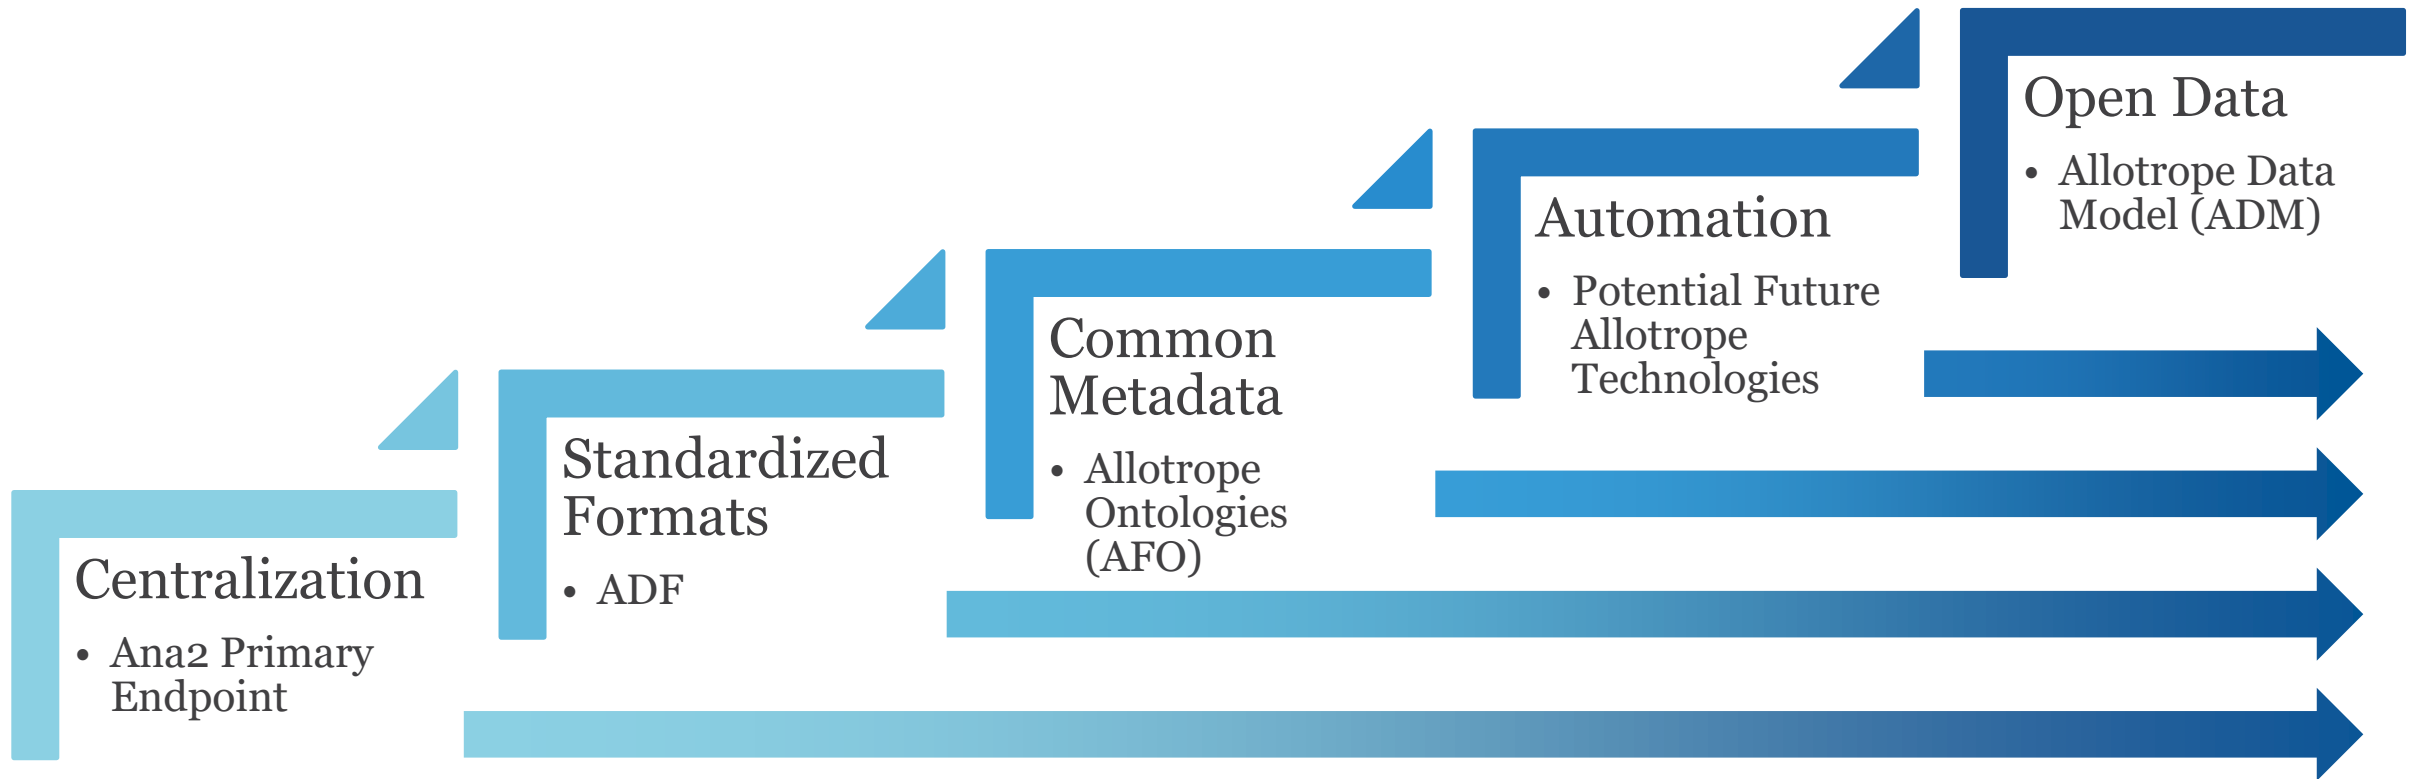 Centralization
• Ana2 Primary
Endpoint
Standardized
Formats
• ADF
Common
Metadata
• Allotrope
Ontologies
(AFO)
Automation
• Potential Future
Allotrope
Technologies
Open Data
• Allotrope Data
Model (ADM)